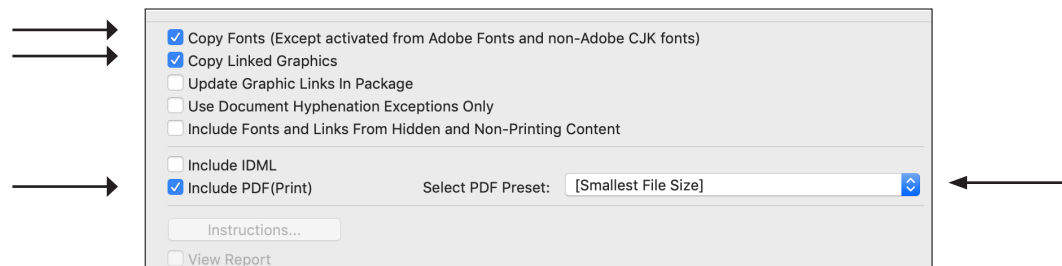 Copy Fonts (Except activated from Adobe Fonts and non-Adobe CJK fonts)
Copy Linked Graphics
Update Graphic Links In Package
Use Document Hyphenation Exceptions Only
Include Fonts and Links From Hidden and Non-Printing Content
Include IDML
Include PDF(Print) Select PDF Preset: [Smallest File Size]
Instructions...
View Report